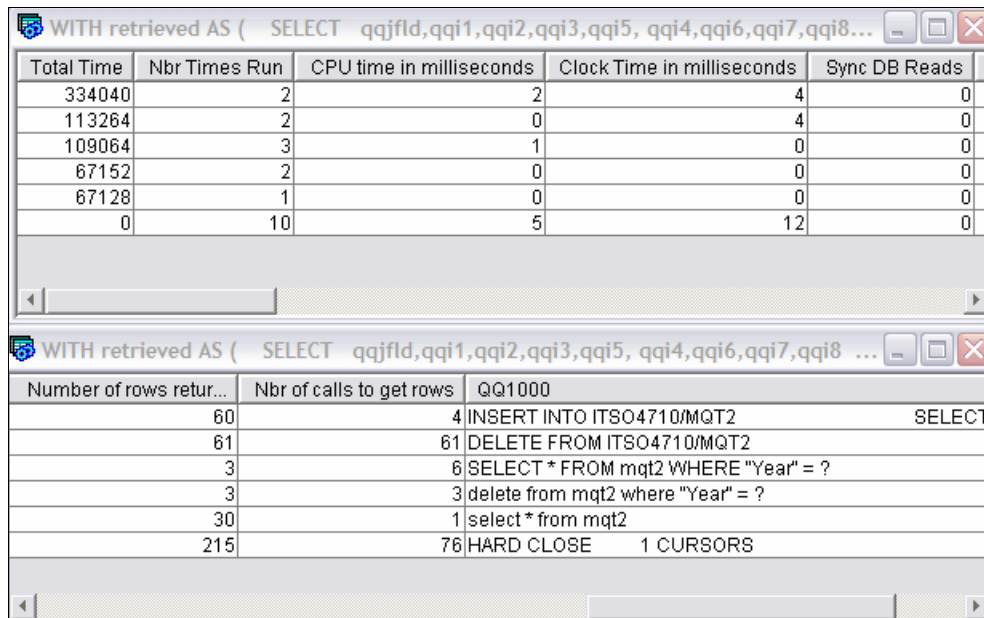 WITH retrieved AS ( SELECT qqjfld,qqi1,qqi2,qqi3,qqi5, qqi4,qqi6,qqi7,qqi8...
Total Time Nbr Times Run CPU time in milliseconds Clock Time in milliseconds Sync DB Reads
334040 2 2 4 0
113264 2 0 4 0
109064 3 1 0 0
67152 2 0 0 0
67128 1 0 0 0
0 10 5 12 0
WITH retrieved AS ( SELECT qqjfld,qqi1,qqi2,qqi3,qqi5, qqi4,qqi6,qqi7,qqi8 ...
Number of rows retur... Nbr of calls to get rows QQ1000
60 4 INSERT INTO ITSO4710/MQT2 SELECT
61 61 DELETE FROM ITSO4710/MQT2
3 6 SELECT * FROM mqt2 WHERE "Year" = ?
3 3 delete from mqt2 where "Year" = ?
30 1 select * from mqt2
215 76 HARD CLOSE 1 CURSORS